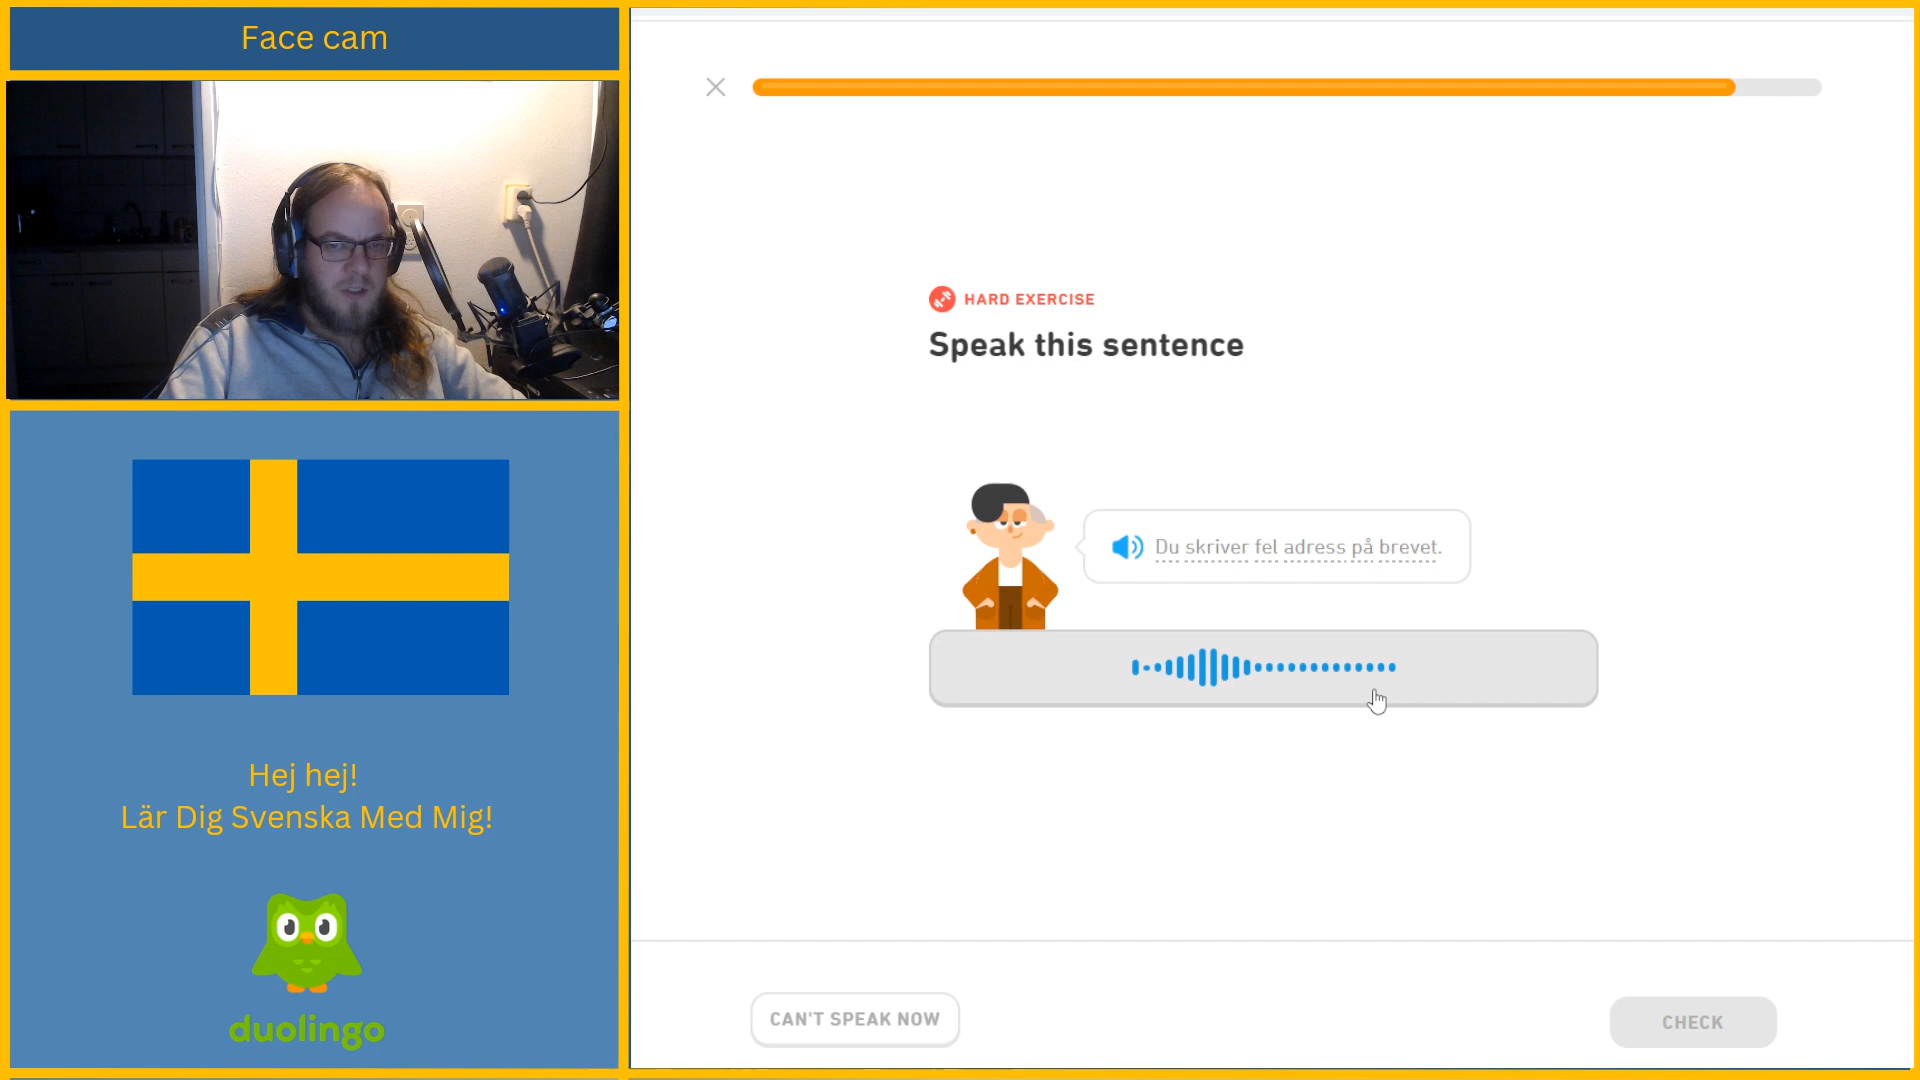 Face cam
HARD EXERCISE
Speak this sentence
Du skriver fel adress på brevet.
Hej hej!
Lär Dig Svenska Med Mig!
duolingo
CAN'T SPEAK NOW
CHECK